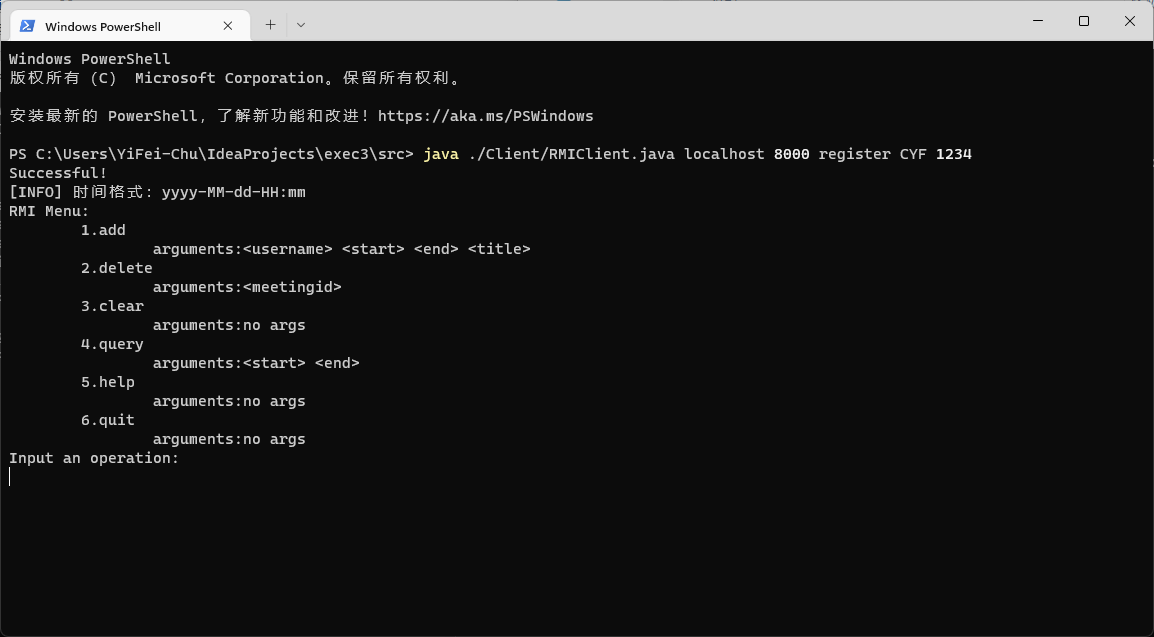 Windows PowerShell
Windows PowerShell
版权所有 (C) Microsoft Corporation。保留所有权利。
安装最新的 PowerShell，了解新功能和改进！https://aka.ms/PSWindows
PS C:\Users\YiFei-Chu\IdeaProjects\exec3\src> java ./Client/RMIClient.java localhost 8000 register CYF 1234
Successful!
[INFO] 时间格式：yyyy-MM-dd-HH:mm
RMI Menu:
1.add
arguments:<username> <start> <end> <title>
2.delete
arguments:<meetingid>
3.clear
arguments:no args
4.query
arguments:<start> <end>
5.help
arguments:no args
6.quit
arguments:no args
Input an operation: